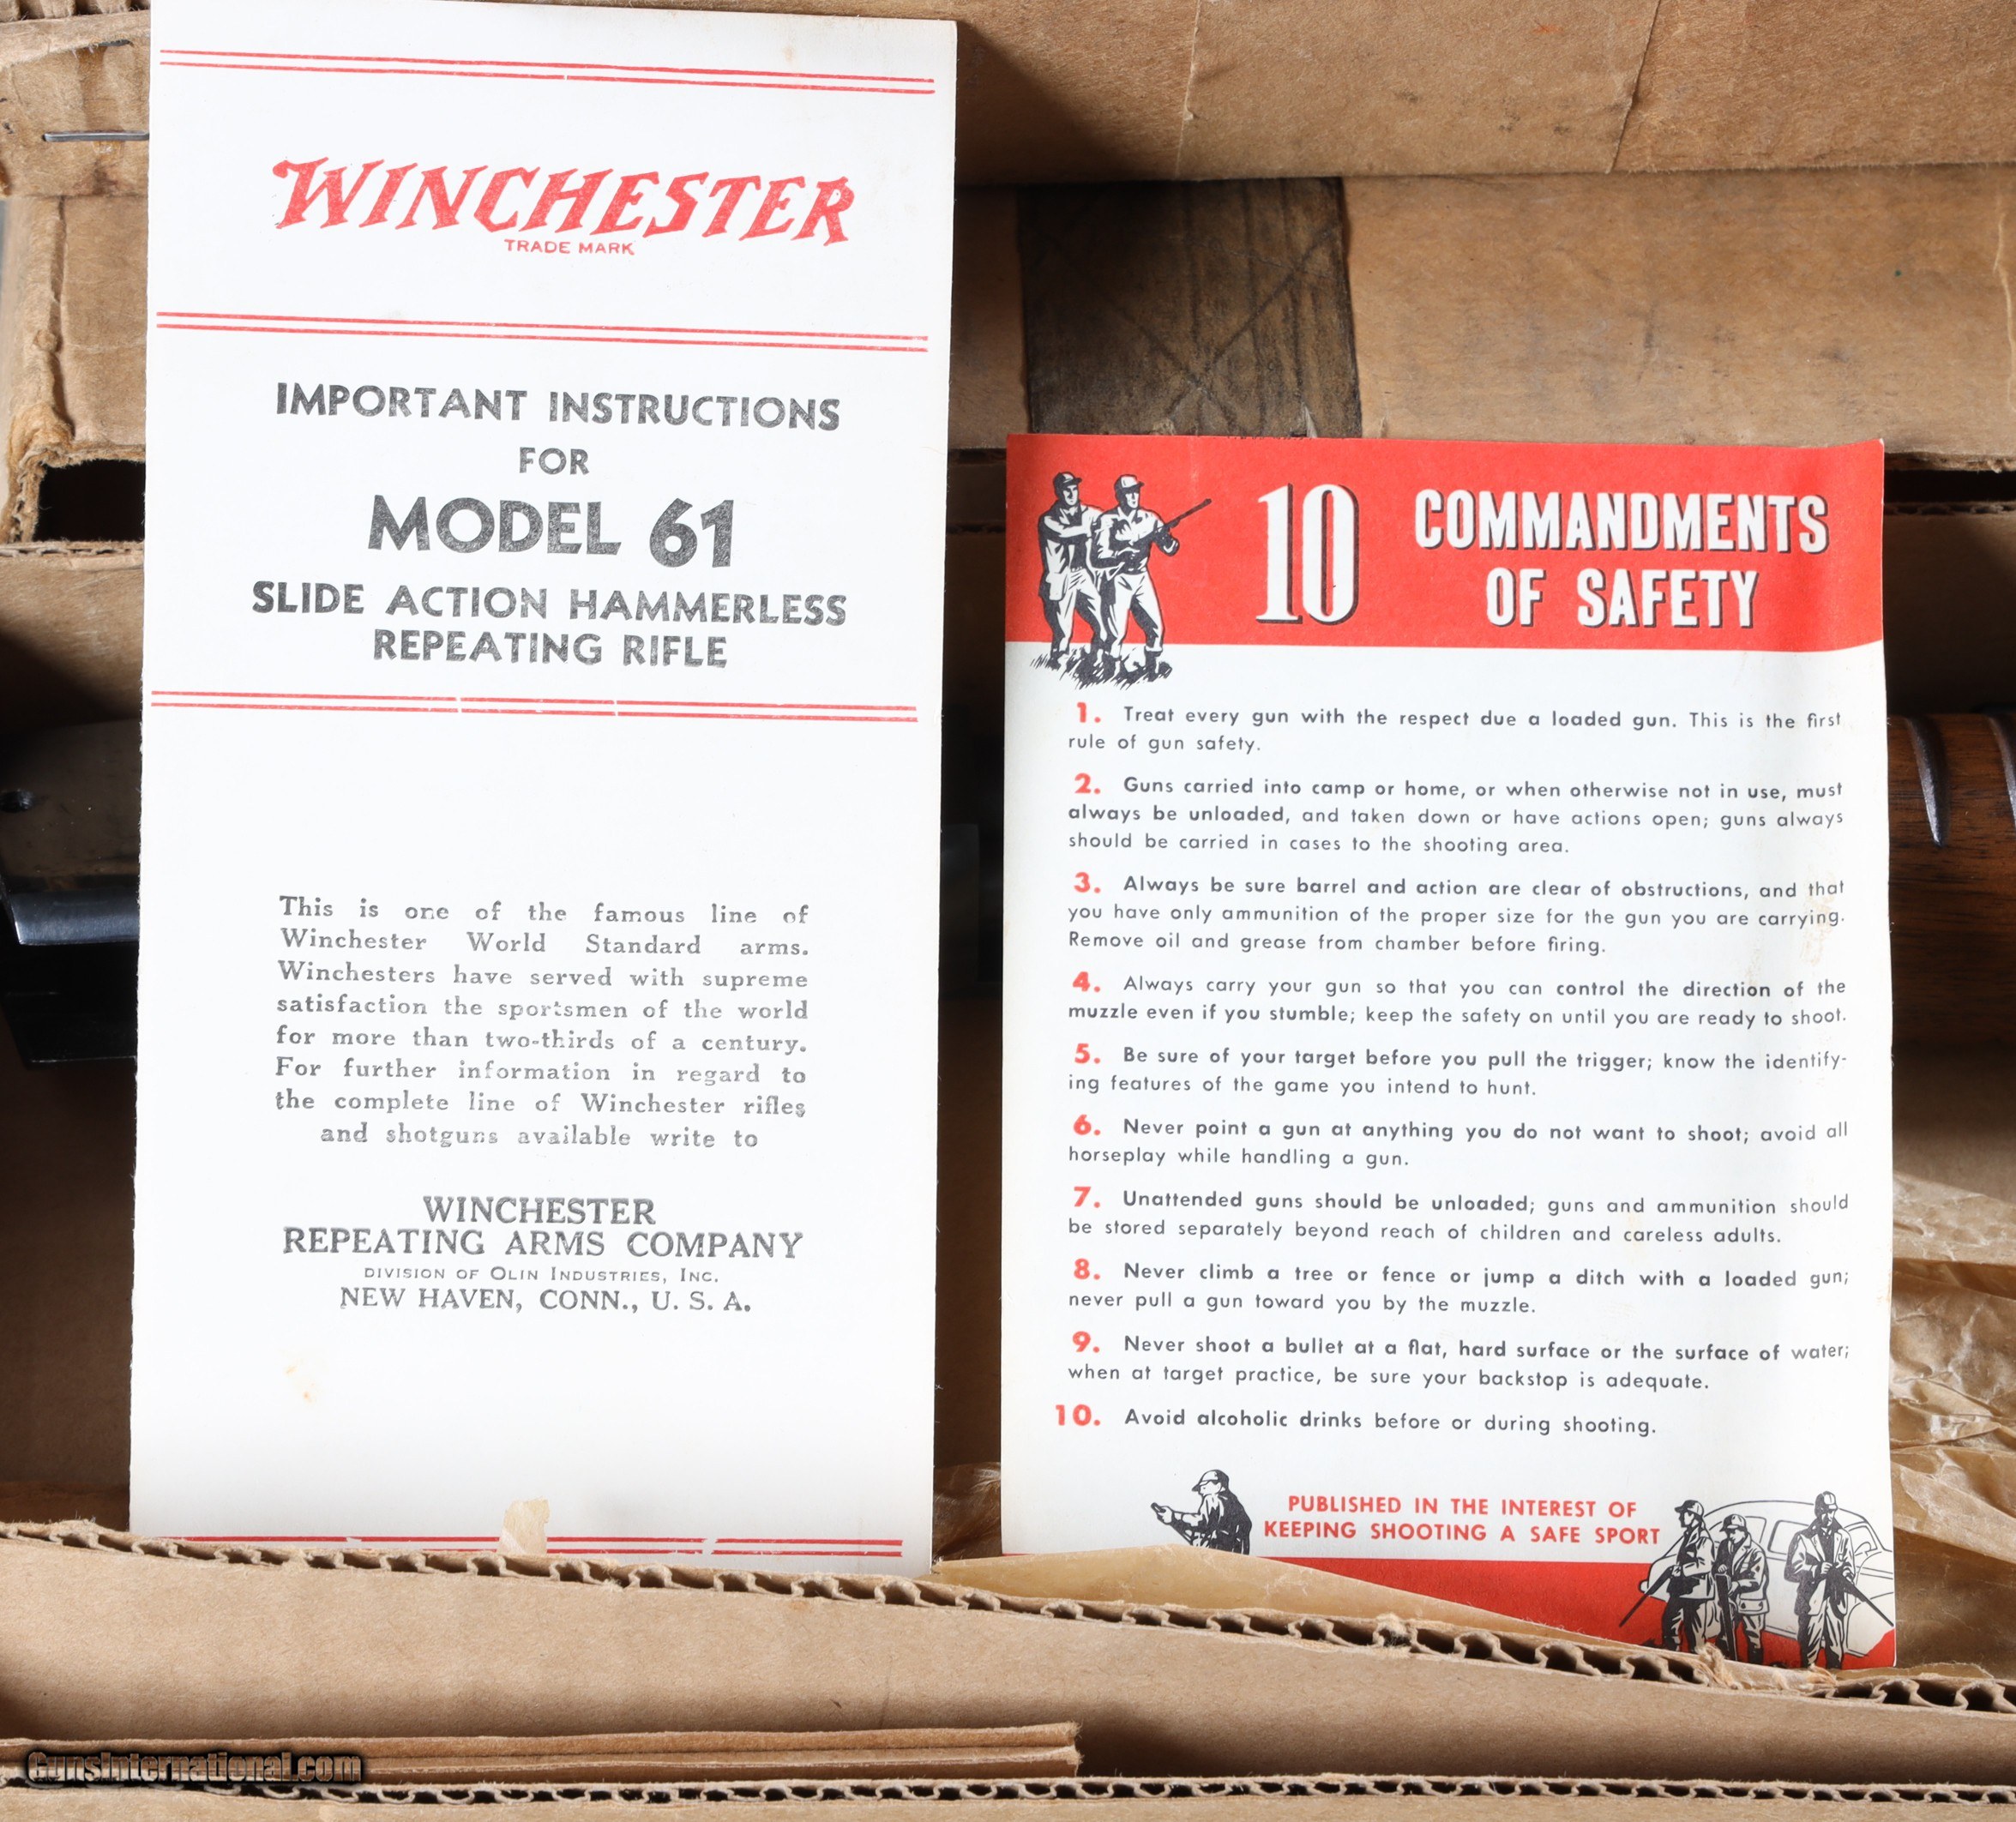 WINCHESTER
TRADE MARK
IMPORTANT INSTRUCTIONS
FOR
MODEL 61
SLIDE ACTION HAMMERLESS
REPEATING RIFLE
This is one of the famous line of
Winchester World Standard arms.
Winchesters have served with supreme
satisfaction the sportsmen of the world
for more than two-thirds of a century.
For further information in regard to
the complete line of Winchester rifles
and shotguns available write to
WINCHESTER
REPEATING ARMS COMPANY
DIVISION OF OLIN INDUSTRIES, INC.
NEW HAVEN, CONN., U. S. A.
10 COMMANDMENTS
OF SAFETY
1. Treat every gun with the respect due a loaded gun. This is the first
rule of gun safety.
2. Guns carried into camp or home, or when otherwise not in use, must
always be unloaded, and taken down or have actions open; guns always
should be carried in cases to the shooting area.
3. Always be sure barrel and action are clear of obstructions, and that
you have only ammunition of the proper size for the gun you are carrying.
Remove oil and grease from chamber before firing.
4. Always carry your gun so that you can control the direction of the
muzzle even if you stumble; keep the safety on until you are ready to shoot.
5. Be sure of your target before you pull the trigger; know the identify-
ing features of the game you intend to hunt.
6. Never point a gun at anything you do not want to shoot; avoid all
horseplay while handling a gun.
7. Unattended guns should be unloaded; guns and ammunition should
be stored separately beyond reach of children and careless adults.
8. Never climb a tree or fence or jump a ditch with a loaded gun;
never pull a gun toward you by the muzzle.
9. Never shoot a bullet at a flat, hard surface or the surface of water;
when at target practice, be sure your backstop is adequate.
10. Avoid alcoholic drinks before or during shooting.
PUBLISHED IN THE INTEREST OF
KEEPING SHOOTING A SAFE SPORT
GunsInternational.com